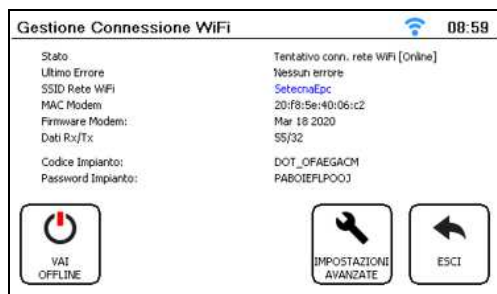 Gestione Connessione WiFi 08:59
Stato Tentativo conn. rete WiFi [Online]
Ultimo Errore Nessun errore
SSID Rete WiFi SetecnaEpc
MAC Modem 20:f8:5e:40:06:c2
Firmware Modem: Mar 18 2020
Dati Rx/Tx 55/32
Codice Impianto: DOT_OFAEGACM
Password Impianto: PABOIEFLPOOJ
VAI OFFLINE
IMPOSTAZIONI AVANZATE
ESCI